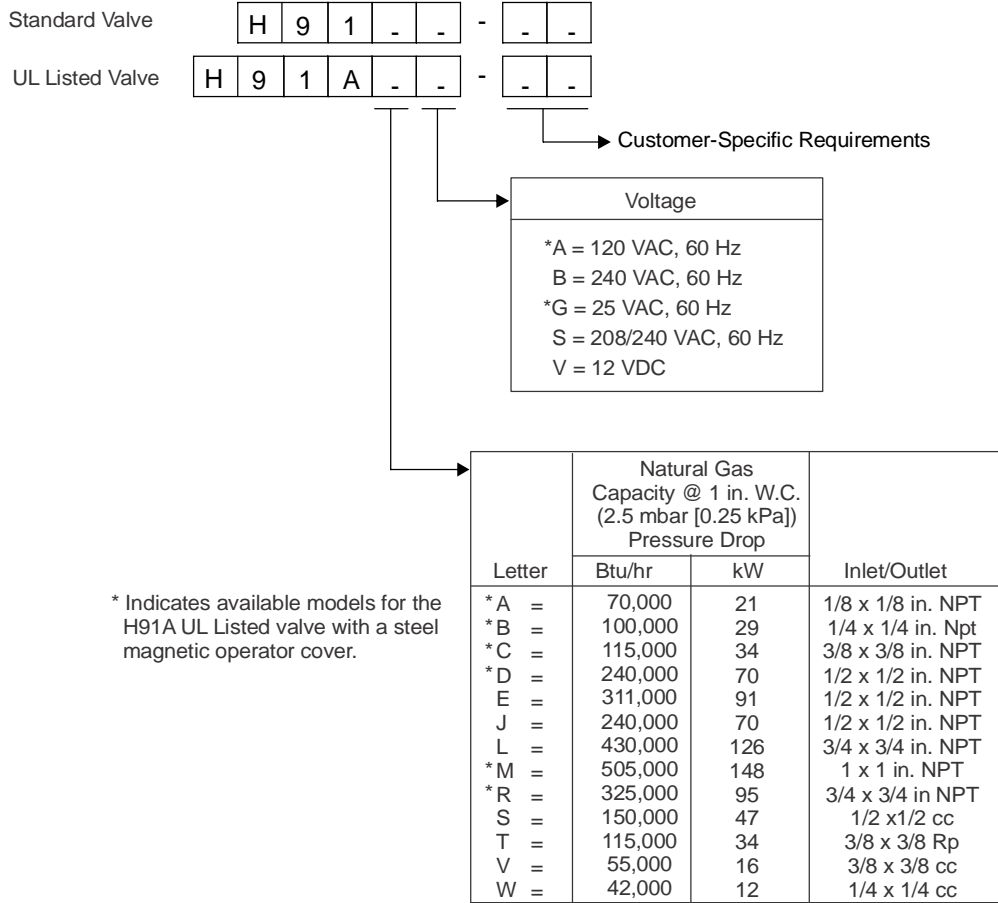 Standard Valve H 9 1 - - - - -
UL Listed Valve H 9 1 A - - - - -
Customer-Specific Requirements
Voltage
*A = 120 VAC, 60 Hz
B = 240 VAC, 60 Hz
*G = 25 VAC, 60 Hz
S = 208/240 VAC, 60 Hz
V = 12 VDC
Natural Gas
Capacity @ 1 in. W.C.
(2.5 mbar [0.25 kPa])
Pressure Drop
Letter Btu/hr kW Inlet/Outlet
*A = 70,000 21 1/8 x 1/8 in. NPT
*B = 100,000 29 1/4 x 1/4 in. Npt
*C = 115,000 34 3/8 x 3/8 in. NPT
*D = 240,000 70 1/2 x 1/2 in. NPT
E = 311,000 91 1/2 x 1/2 in. NPT
J = 240,000 70 1/2 x 1/2 in. NPT
L = 430,000 126 3/4 x 3/4 in. NPT
*M = 505,000 148 1 x 1 in. NPT
*R = 325,000 95 3/4 x 3/4 in NPT
S = 150,000 47 1/2 x1/2 cc
T = 115,000 34 3/8 x 3/8 Rp
V = 55,000 16 3/8 x 3/8 cc
W = 42,000 12 1/4 x 1/4 cc
* Indicates available models for the
H91A UL Listed valve with a steel
magnetic operator cover.